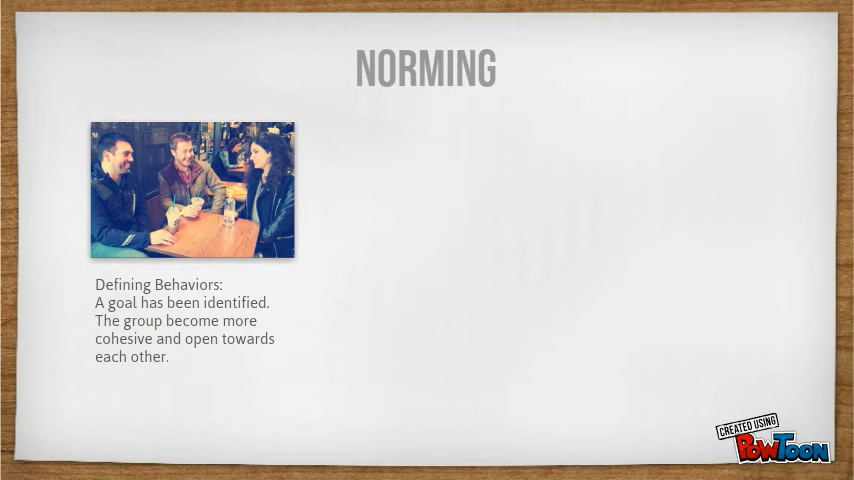 NORMING
Defining Behaviors:
A goal has been identified.
The group become more
cohesive and open towards
each other.
CREATED USING
POWTOON